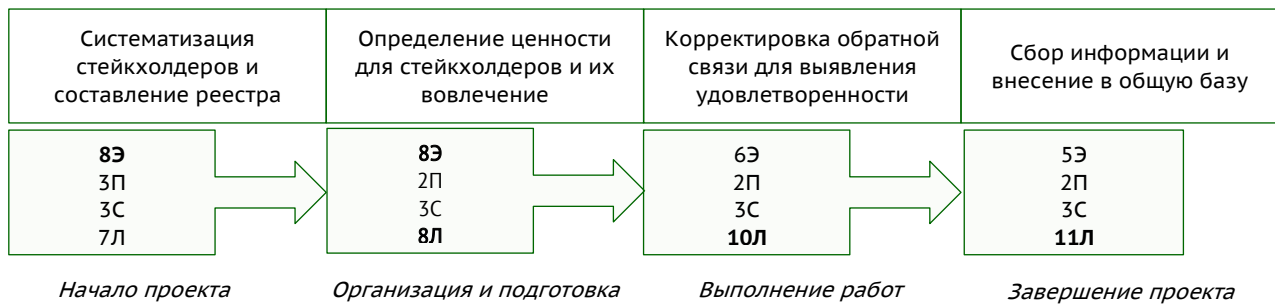 Систематизация
стейкхолдеров и
составление реестра
Определение ценности
для стейкхолдеров и их
вовлечение
Корректировка обратной
связи для выявления
удовлетворенности
Сбор информации и
внесение в общую базу
8Э
3П
3С
7Л
8Э
2П
3С
8Л
6Э
2П
3С
10Л
5Э
2П
3С
11Л
Начало проекта
Организация и подготовка
Выполнение работ
Завершение проекта